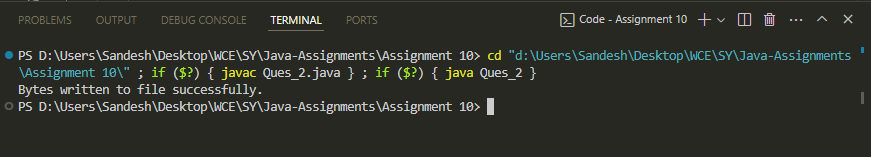 PROBLEMS OUTPUT DEBUG CONSOLE TERMINAL PORTS Code - Assignment 10
PS D:\Users\Sandesh\Desktop\WCE\SY\Java-Assignments\Assignment 10> cd "d:\Users\Sandesh\Desktop\WCE\SY\Java-Assignments
\Assignment 10\" ; if ($?) { javac Ques_2.java } ; if ($?) { java Ques_2 }
Bytes written to file successfully.
PS D:\Users\Sandesh\Desktop\WCE\SY\Java-Assignments\Assignment 10>